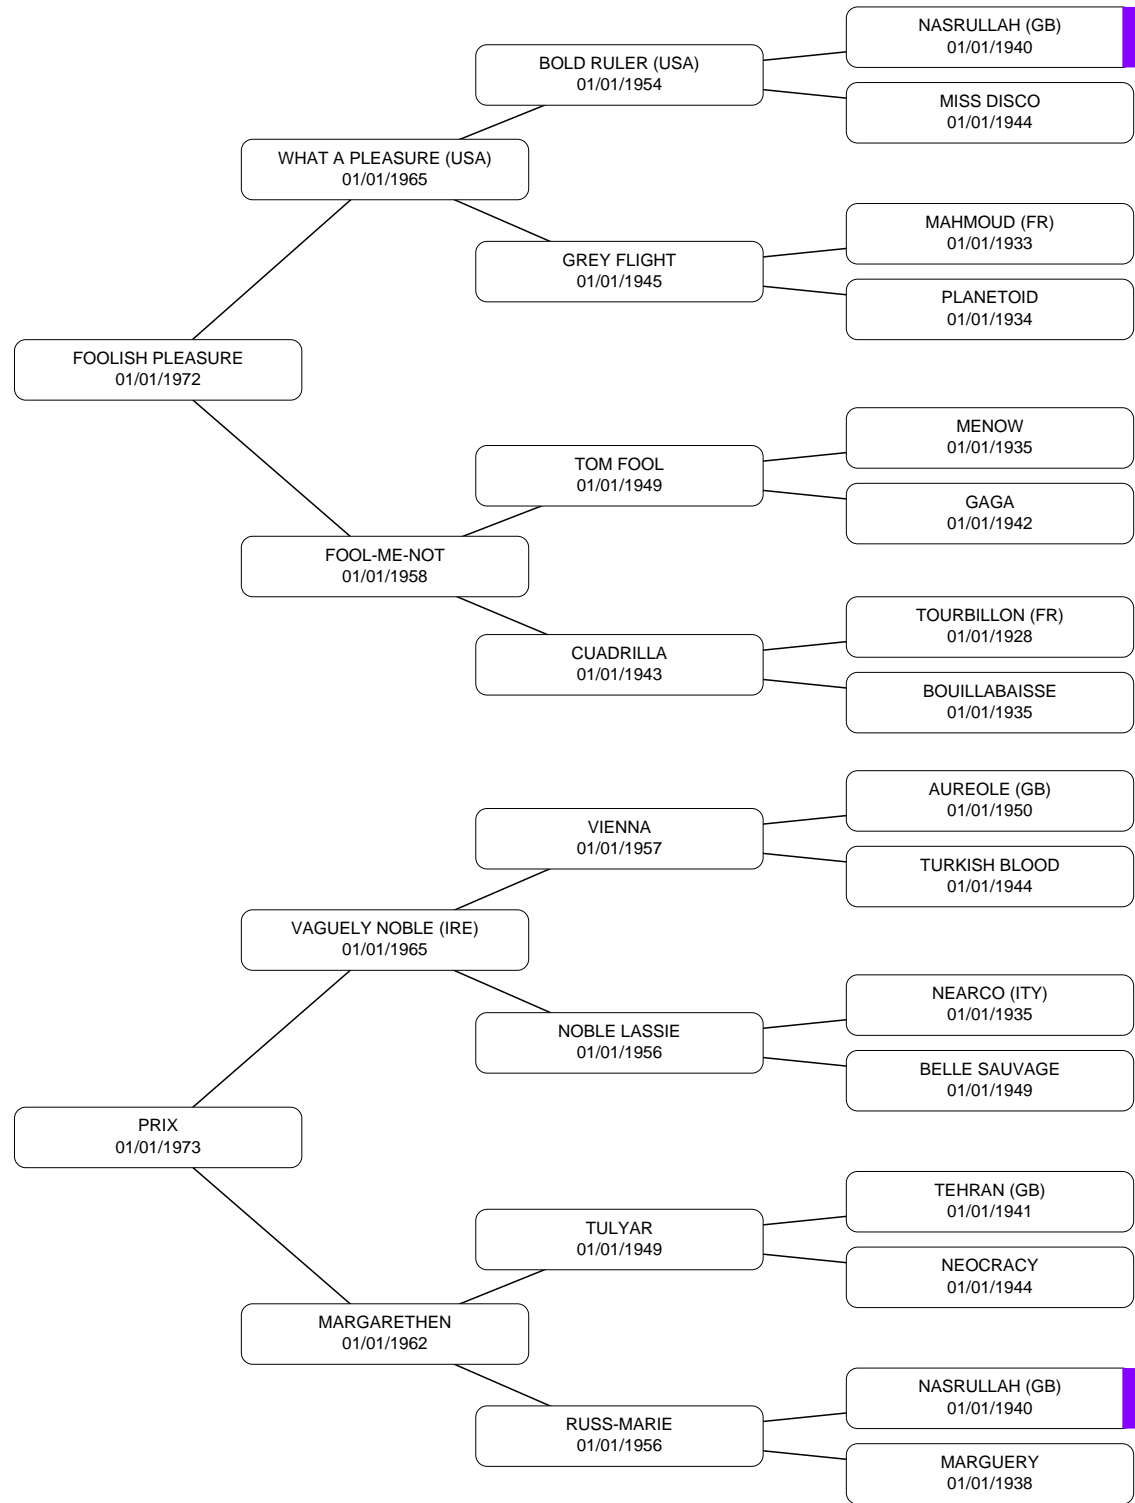 NASRULLAH (GB)
01/01/1940
BOLD RULER (USA)
01/01/1954
MISS DISCO
01/01/1944
WHAT A PLEASURE (USA)
01/01/1965
MAHMOUD (FR)
01/01/1933
GREY FLIGHT
01/01/1945
PLANETOID
01/01/1934
FOOLISH PLEASURE
01/01/1972
MENOW
01/01/1935
TOM FOOL
01/01/1949
GAGA
01/01/1942
FOOL-ME-NOT
01/01/1958
TOURBILLON (FR)
01/01/1928
CUADRILLA
01/01/1943
BOUILLABAISSE
01/01/1935
AUREOLE (GB)
01/01/1950
VIENNA
01/01/1957
TURKISH BLOOD
01/01/1944
VAGUELY NOBLE (IRE)
01/01/1965
NEARCO (ITY)
01/01/1935
NOBLE LASSIE
01/01/1956
BELLE SAUVAGE
01/01/1949
PRIX
01/01/1973
TEHRAN (GB)
01/01/1941
TULYAR
01/01/1949
NEOCRACY
01/01/1944
MARGARETHEN
01/01/1962
NASRULLAH (GB)
01/01/1940
RUSS-MARIE
01/01/1956
MARGUERY
01/01/1938